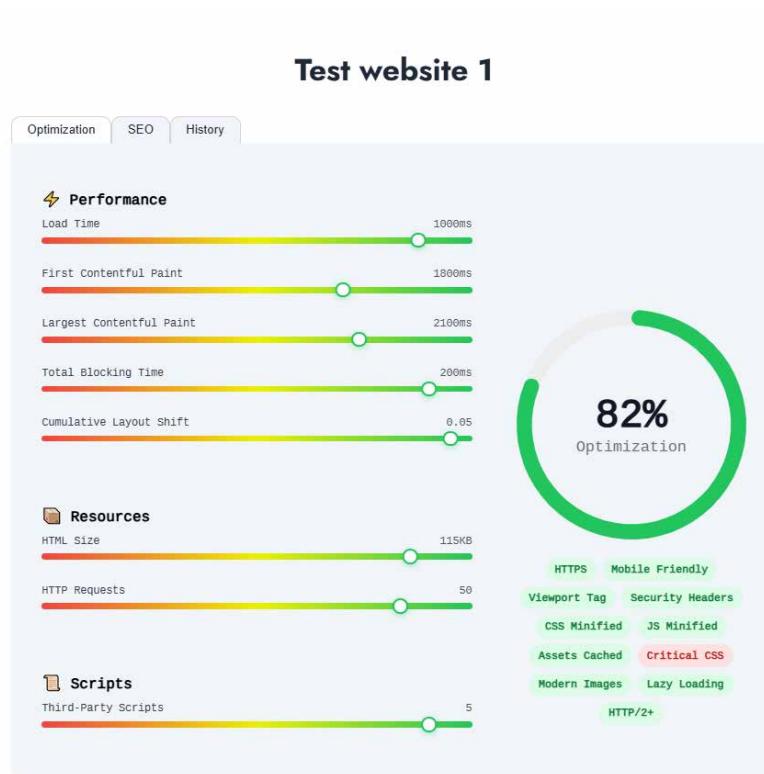 Test website 1
Optimization SEO History
⚡ Performance
Load Time 1000ms
First Contentful Paint 1800ms
Largest Contentful Paint 2100ms
Total Blocking Time 200ms
Cumulative Layout Shift 0.05
📦 Resources
HTML Size 115KB
HTTP Requests 50
📜 Scripts
Third-Party Scripts 5
82%
Optimization
HTTPS Mobile Friendly
Viewport Tag Security Headers
CSS Minified JS Minified
Assets Cached Critical CSS
Modern Images Lazy Loading
HTTP/2+